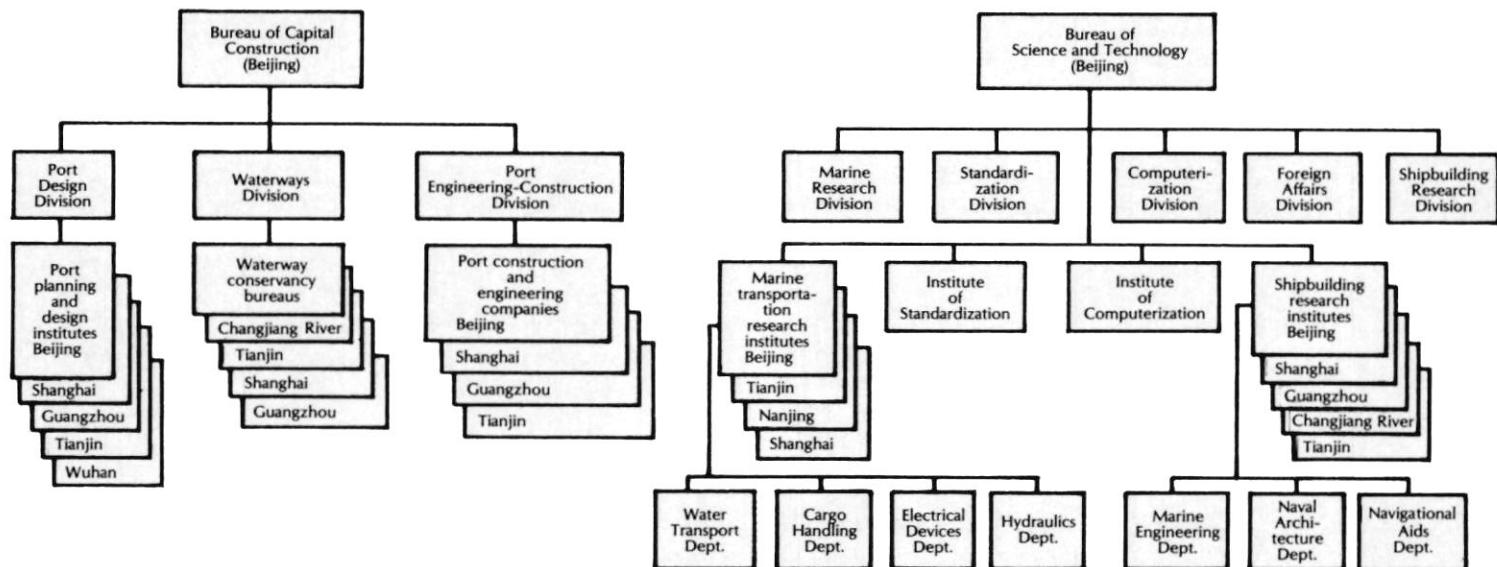 Bureau of Capital
Construction
(Beijing)
Port
Design
Division
Waterways
Division
Port
Engineering-Construction
Division
Port
planning
and
design
institutes
Beijing
Shanghai
Guangzhou
Tianjin
Wuhan
Waterway
conservancy
bureaus
Changjiang River
Tianjin
Shanghai
Guangzhou
Port construction
and
engineering
companies
Beijing
Shanghai
Guangzhou
Tianjin
Bureau of
Science and Technology
(Beijing)
Marine
Research
Division
Standardi-
zation
Division
Computeri-
zation
Division
Foreign
Affairs
Division
Shipbuilding
Research
Division
Marine
transporta-
tion
research
institutes
Beijing
Tianjin
Nanjing
Shanghai
Institute
of
Standardization
Institute
of
Computerization
Shipbuilding
research
institutes
Beijing
Shanghai
Guangzhou
Changjiang River
Tianjin
Water
Transport
Dept.
Cargo
Handling
Dept.
Electrical
Devices
Dept.
Hydraulics
Dept.
Marine
Engineering
Dept.
Naval
Archi-
tecture
Dept.
Navigational
Aids
Dept.